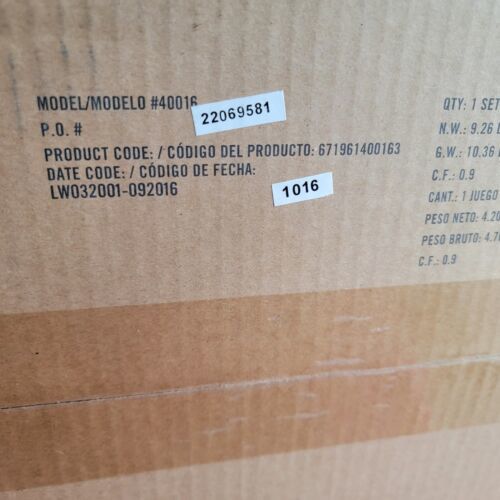 MODEL/MODELO #40016
22069581
P.O. #
PRODUCT CODE: / CÓDIGO DEL PRODUCTO: 671961400163
DATE CODE: / CÓDIGO DE FECHA:
LW032001-092016
1016
QTY: 1 SET
N.W.: 9.26
G.W.: 10.36
C.F.: 0.9
CANT.: 1 JUEGO
PESO NETO: 4.20
PESO BRUTO: 4.7
C.F.: 0.9